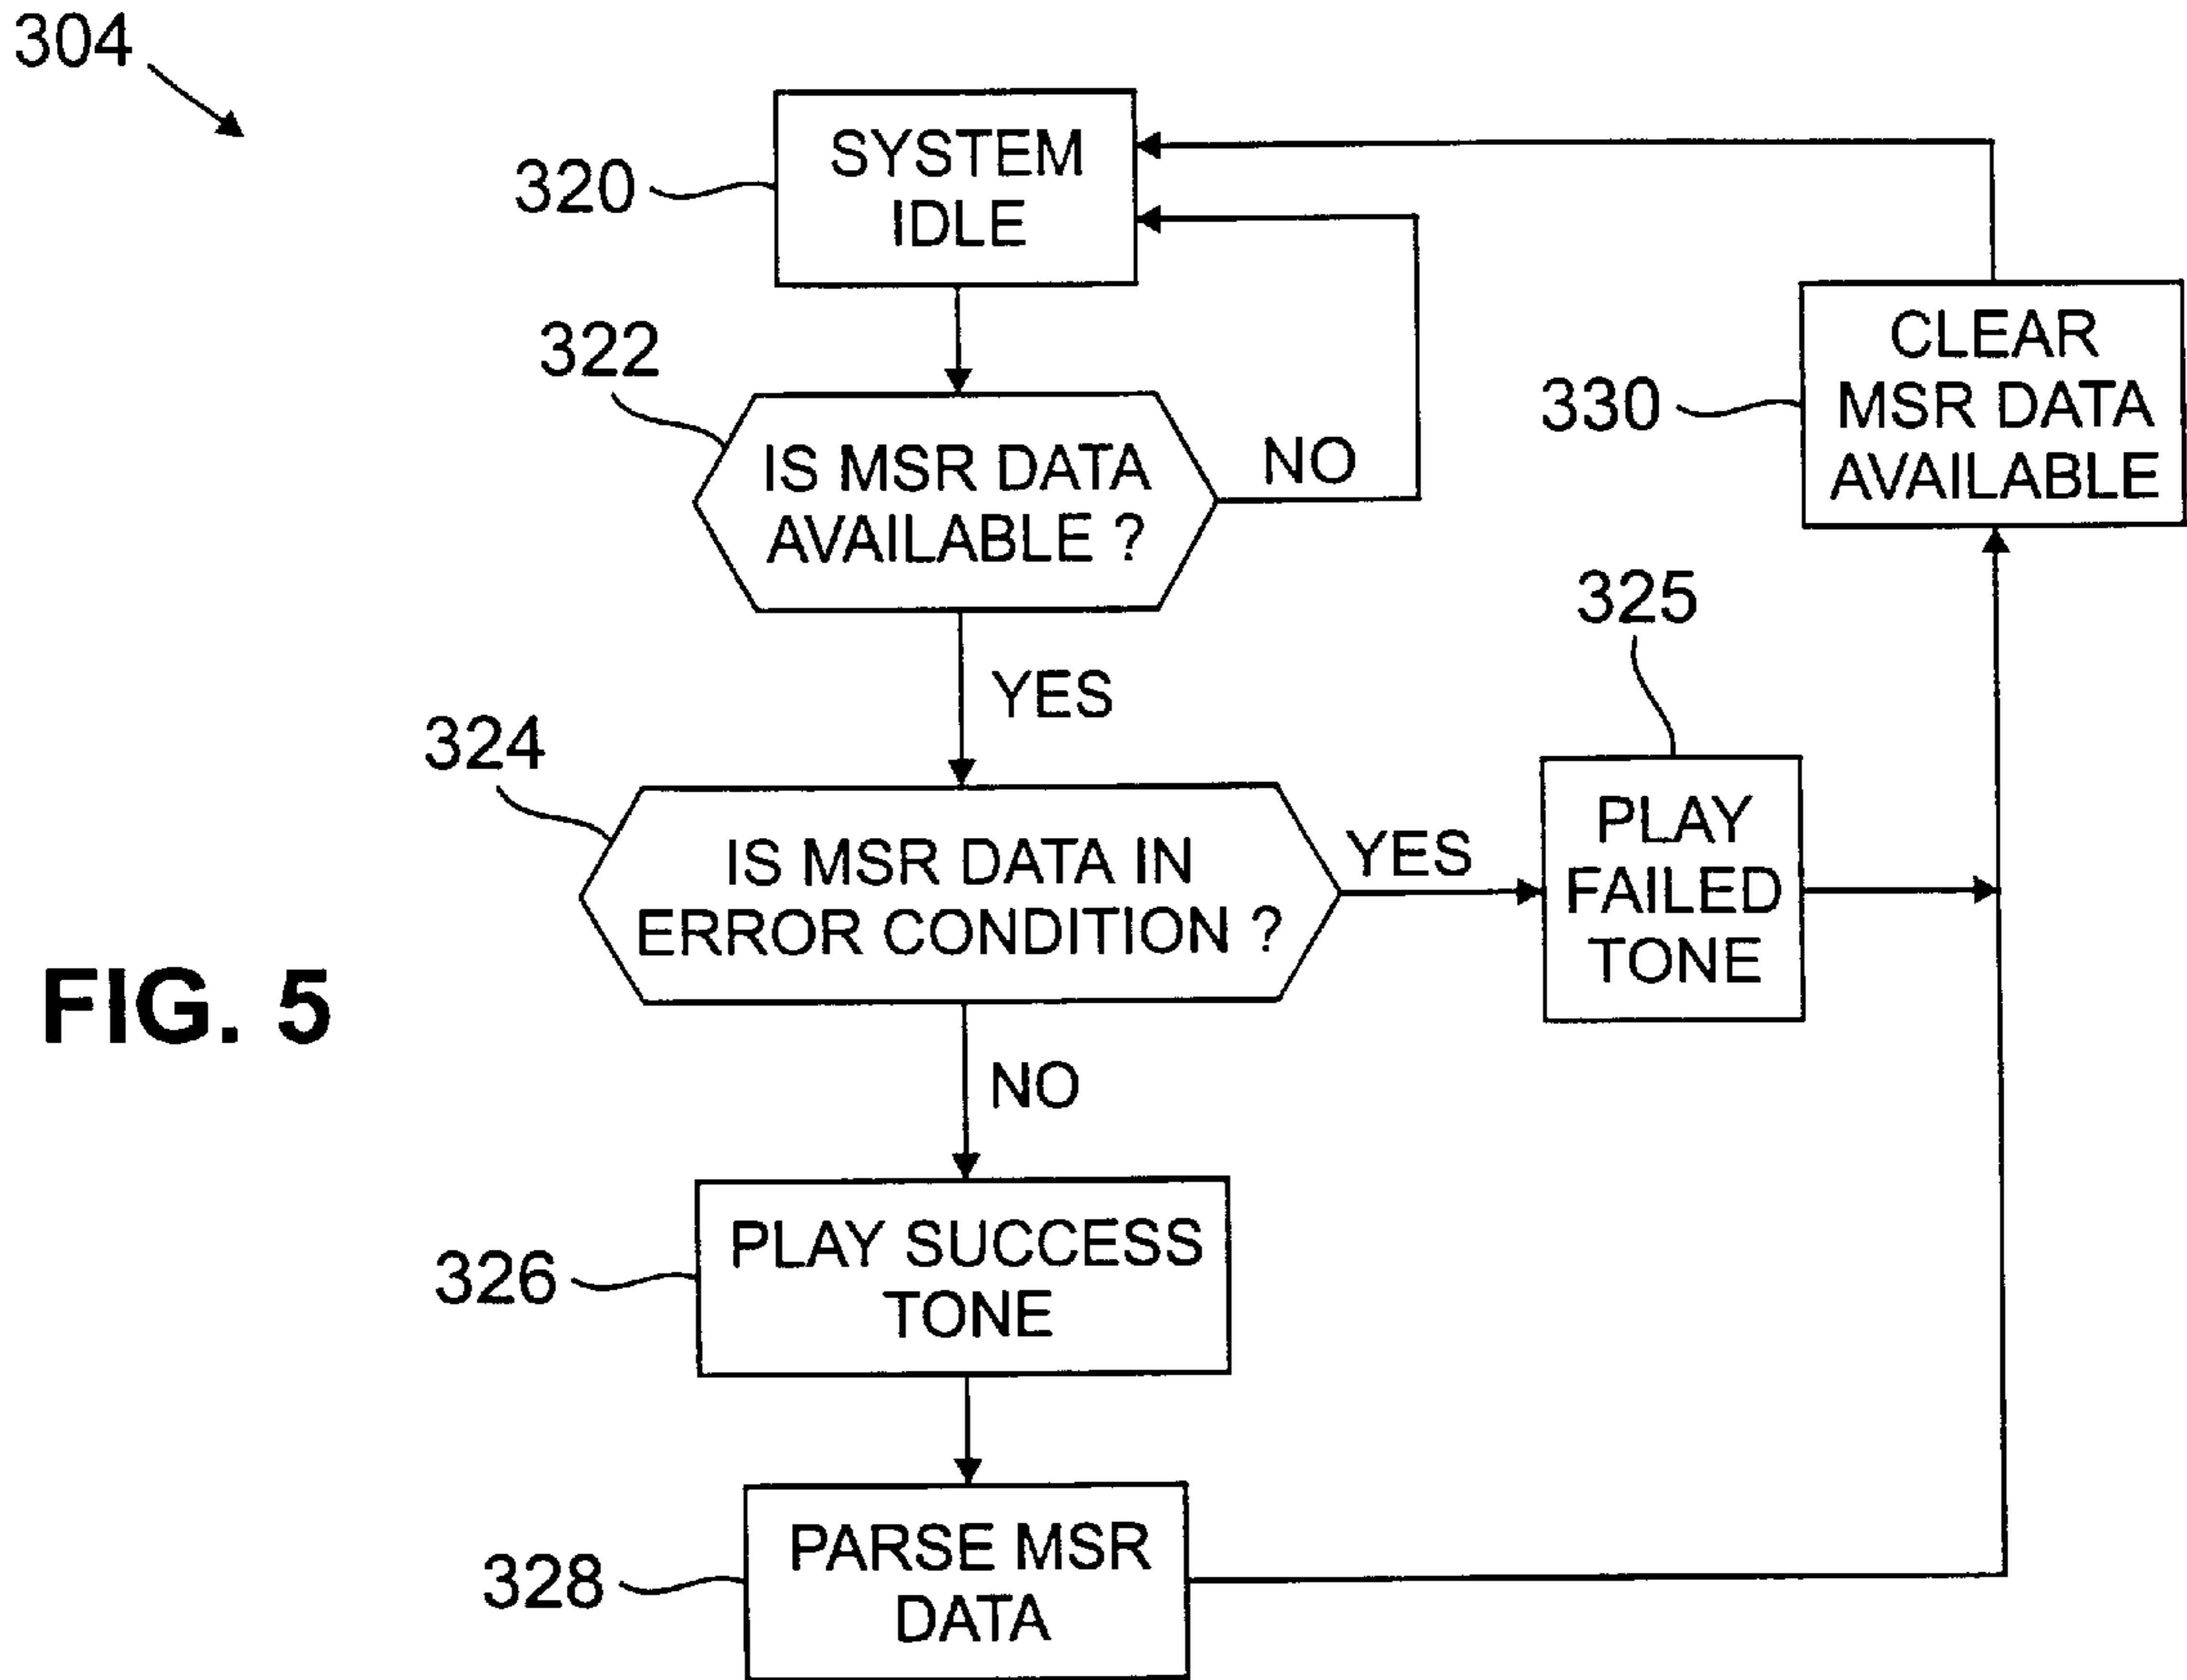 304
320
SYSTEM
IDLE
322
IS MSR DATA
AVAILABLE ?
NO
330
CLEAR
MSR DATA
AVAILABLE
YES
324
IS MSR DATA IN
ERROR CONDITION ?
YES
325
PLAY
FAILED
TONE
FIG. 5
NO
326
PLAY SUCCESS
TONE
328
PARSE MSR
DATA